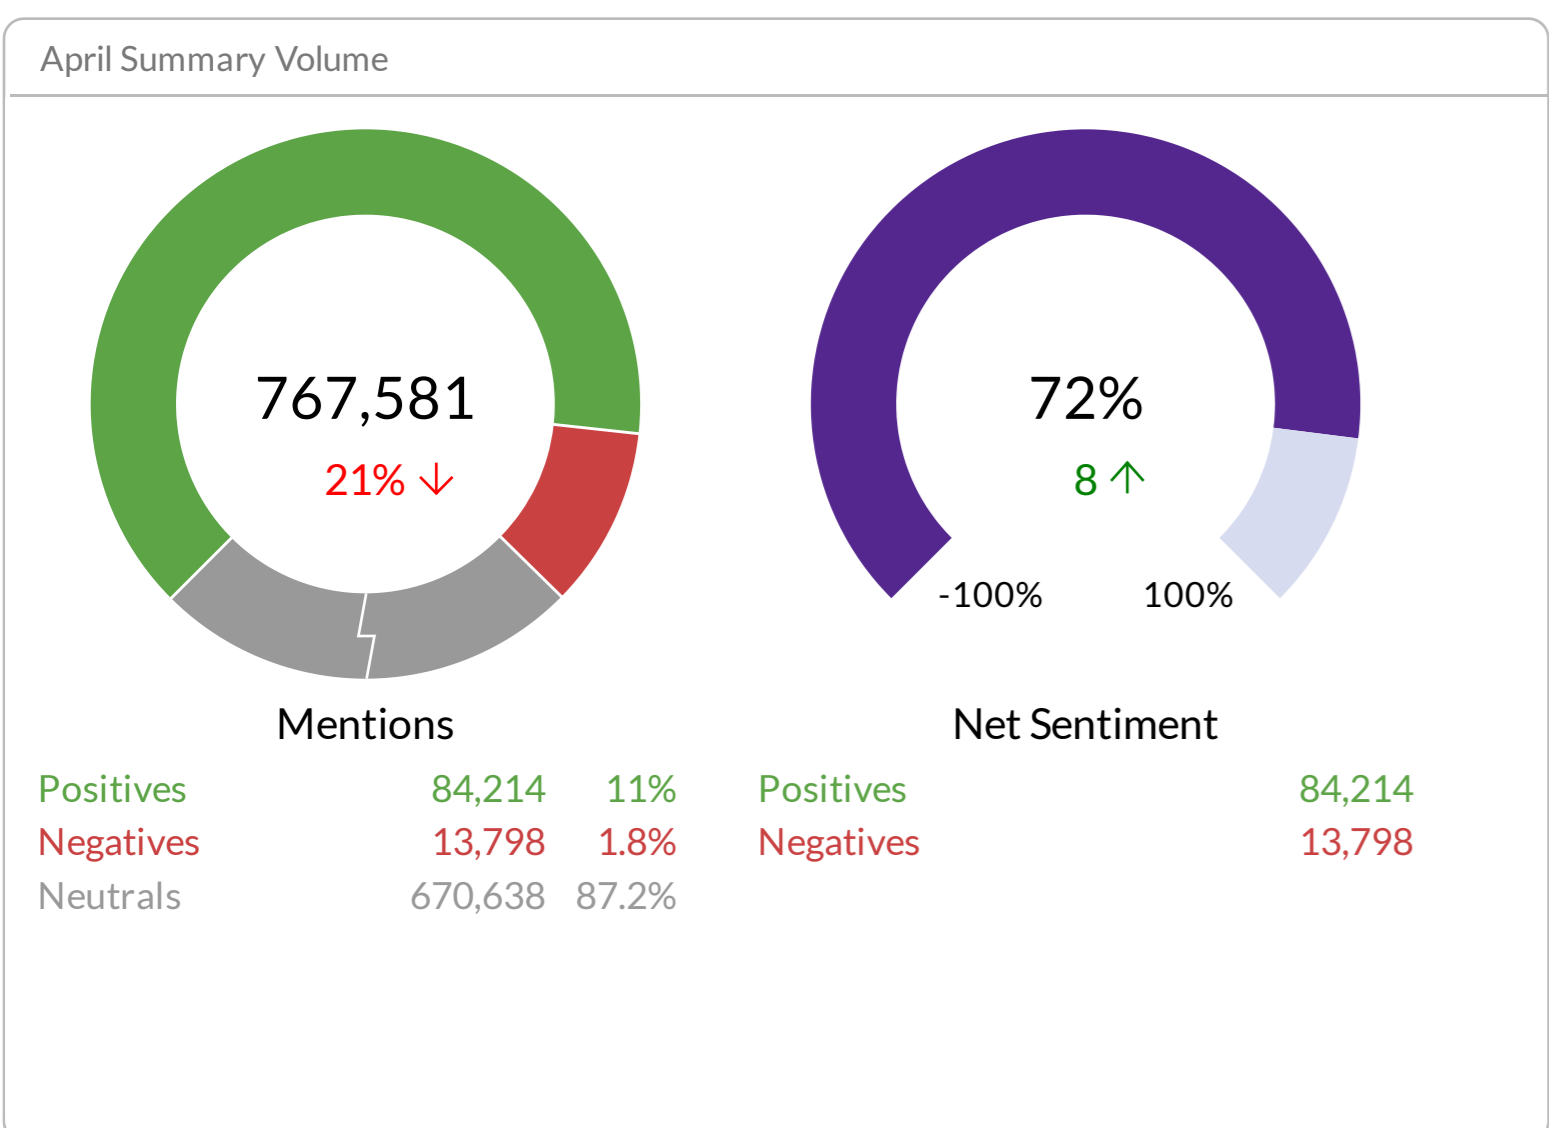 April Summary Volume
767,581
21% ↓
Mentions
Positives 84,214 11%
Negatives 13,798 1.8%
Neutrals 670,638 87.2%
72%
8 ↑
-100% 100%
Net Sentiment
Positives 84,214
Negatives 13,798